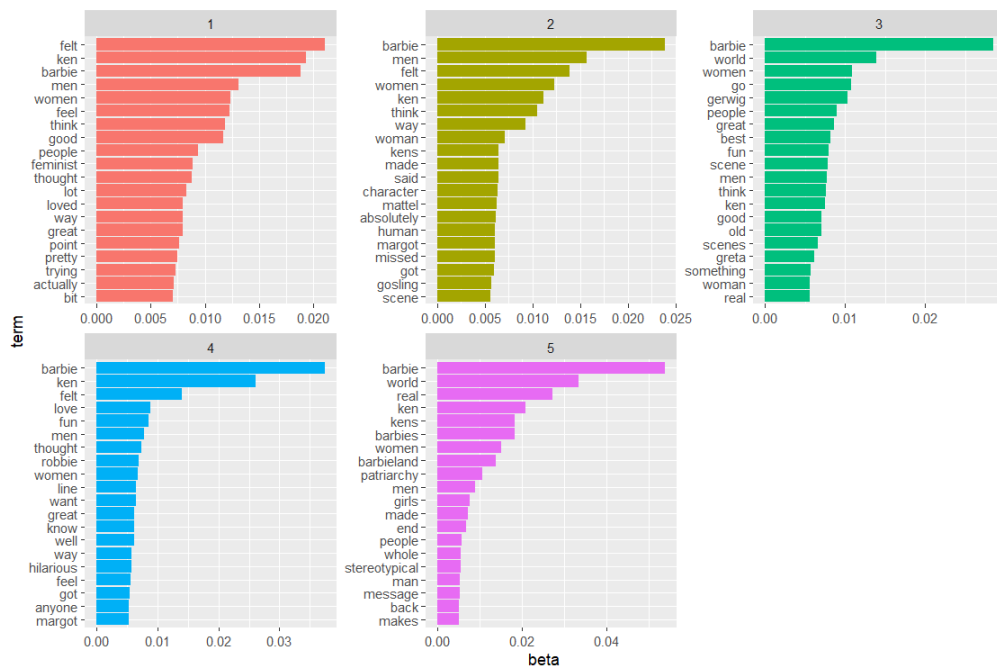 1
felt
ken
barbie
men
women
feel
think
good
people
feminist
thought
lot
loved
way
great
point
pretty
trying
actually
bit
0.000 0.005 0.010 0.015 0.020
2
barbie
men
felt
women
ken
think
way
woman
kens
made
said
character
mattel
absolutely
human
margot
missed
got
gosling
scene
0.000 0.005 0.010 0.015 0.020 0.025
3
barbie
world
women
go
gerwig
people
great
best
fun
scene
men
think
ken
good
old
scenes
greta
something
woman
real
0.00 0.01 0.02
term
4
barbie
ken
felt
love
fun
men
thought
robbie
women
line
want
great
know
well
way
hilarious
feel
got
anyone
margot
0.00 0.01 0.02 0.03
5
barbie
world
real
ken
kens
barbies
women
barbieland
patriarchy
men
girls
made
end
people
whole
stereotypical
man
message
back
makes
0.00 0.02 0.04
beta